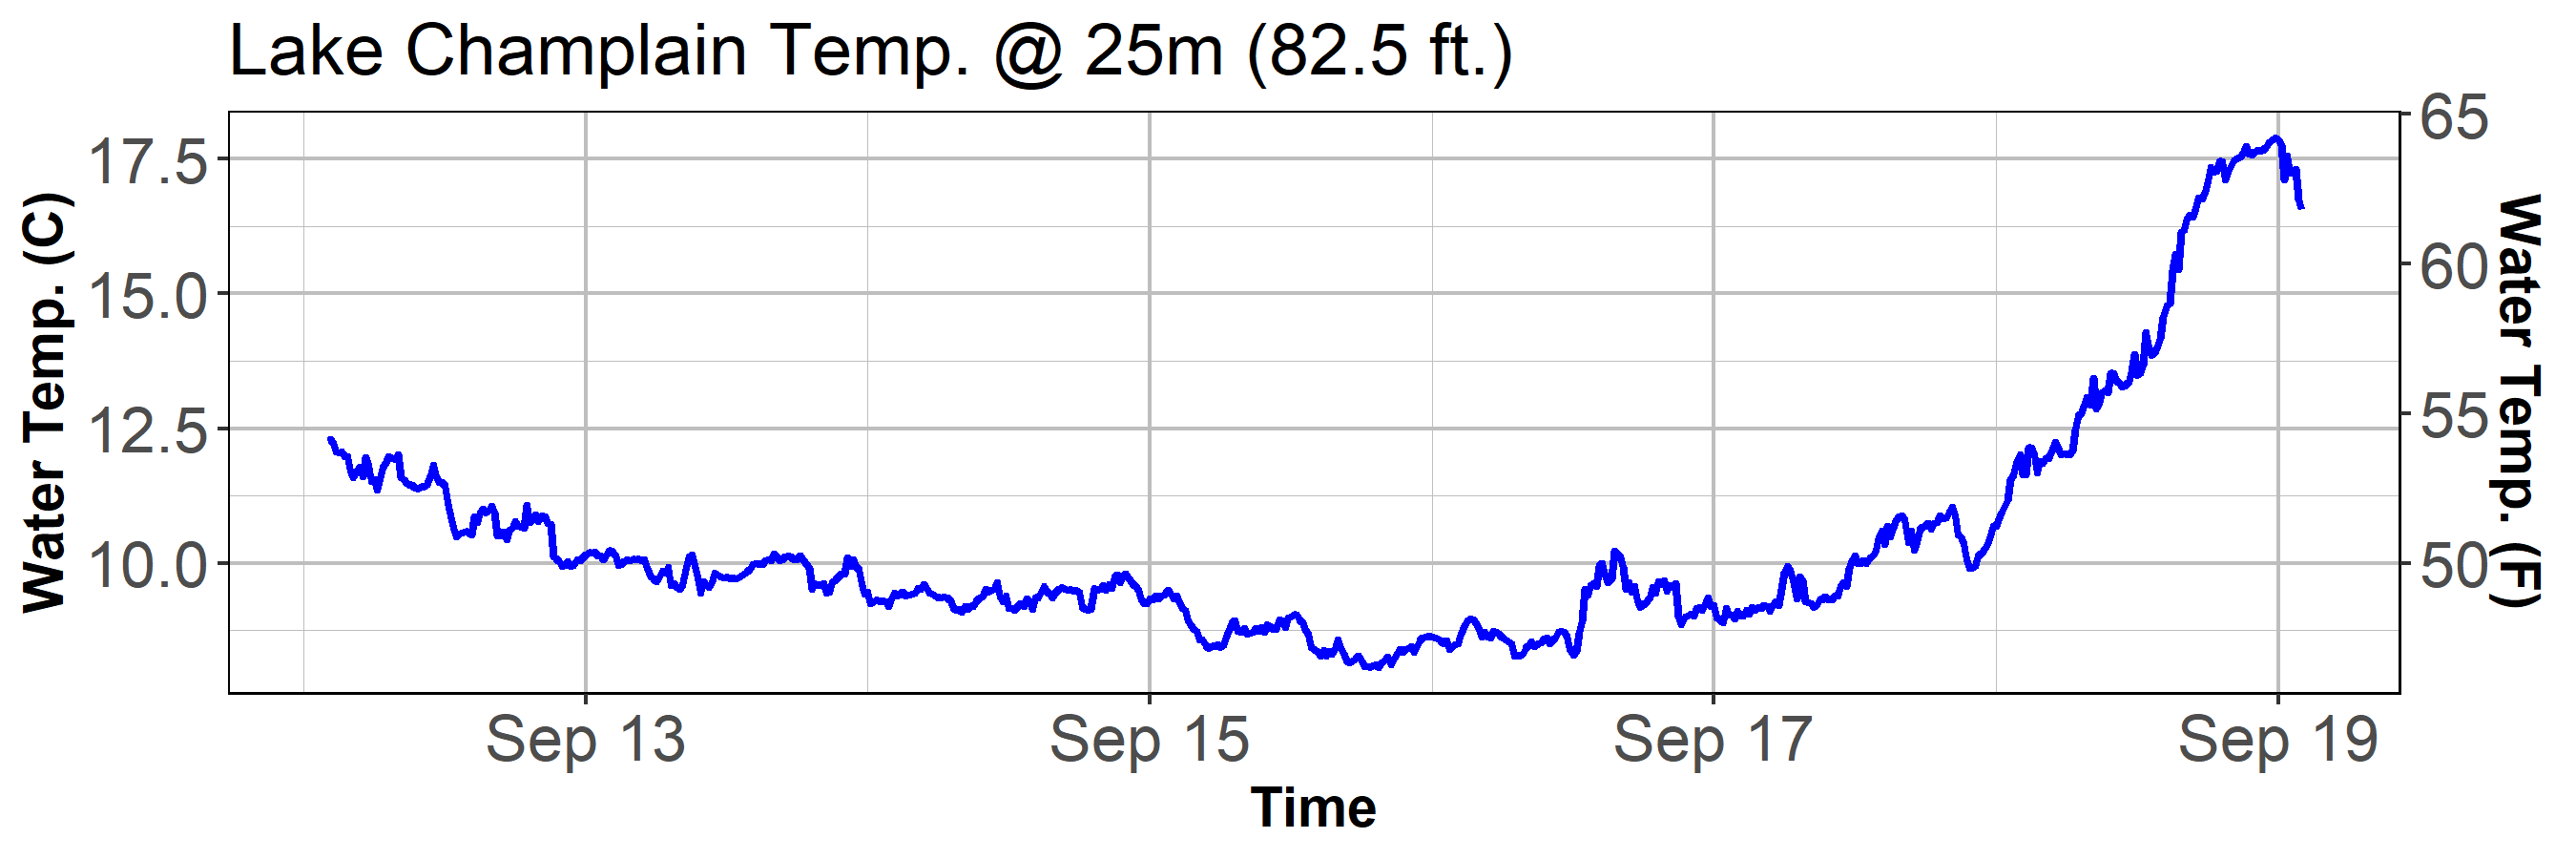 Lake Champlain Temp. @ 25m (82.5 ft.)
Water Temp. (C)
17.5
15.0
12.5
10.0
65
60
55
50
Water Temp. (F)
Sep 13
Sep 15
Sep 17
Sep 19
Time